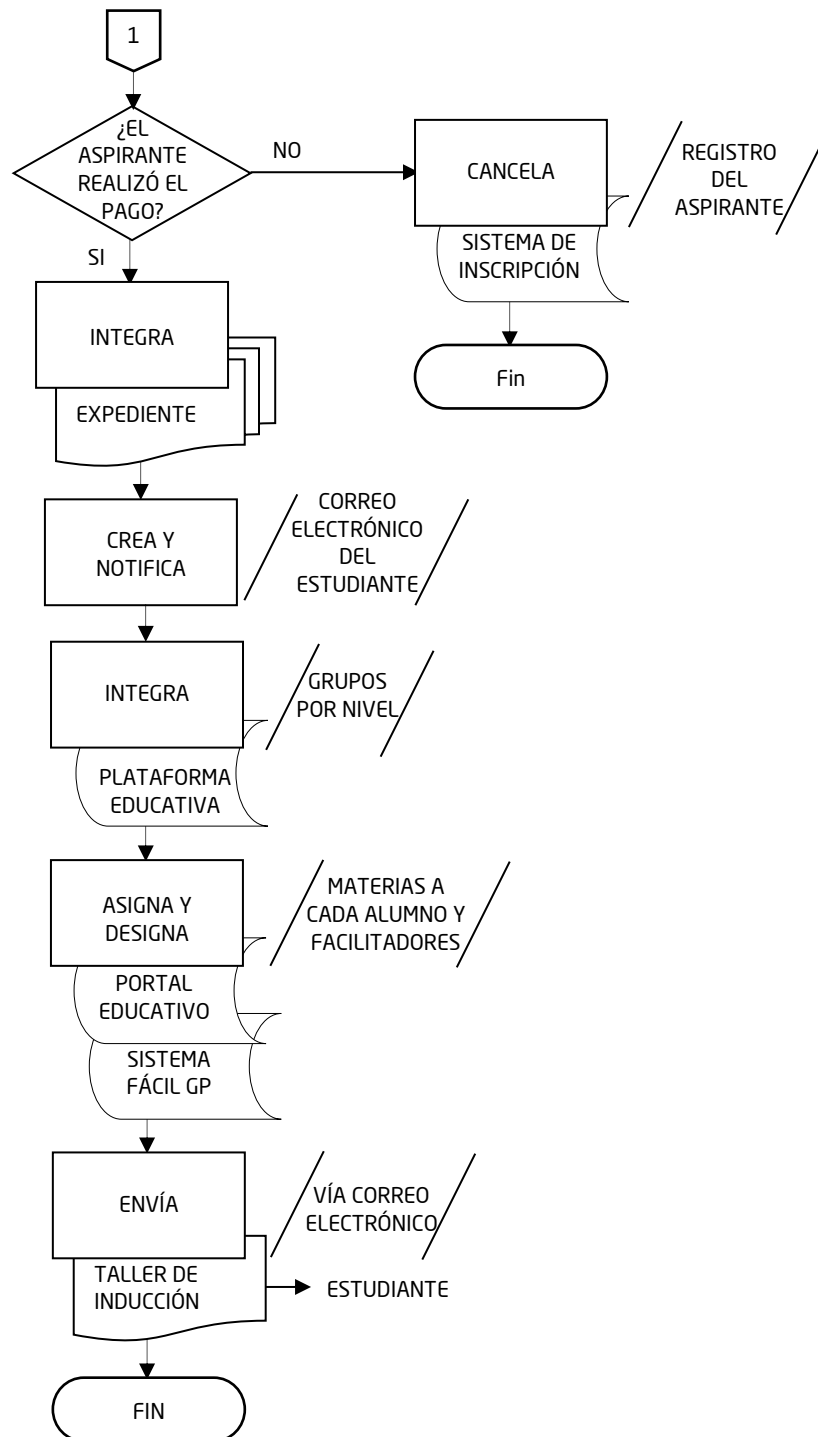 1
¿EL
ASPIRANTE
REALIZÓ EL
PAGO?
NO
CANCELA
REGISTRO
DEL
ASPIRANTE
SISTEMA DE
INSCRIPCIÓN
Fin
SI
INTEGRA
EXPEDIENTE
CREA Y
NOTIFICA
CORREO
ELECTRÓNICO
DEL
ESTUDIANTE
INTEGRA
GRUPOS
POR NIVEL
PLATAFORMA
EDUCATIVA
ASIGNA Y
DESIGNA
MATERIAS A
CADA ALUMNO Y
FACILITADORES
PORTAL
EDUCATIVO
SISTEMA
FÁCIL GP
ENVÍA
VÍA CORREO
ELECTRÓNICO
TALLER DE
INDUCCIÓN
ESTUDIANTE
FIN